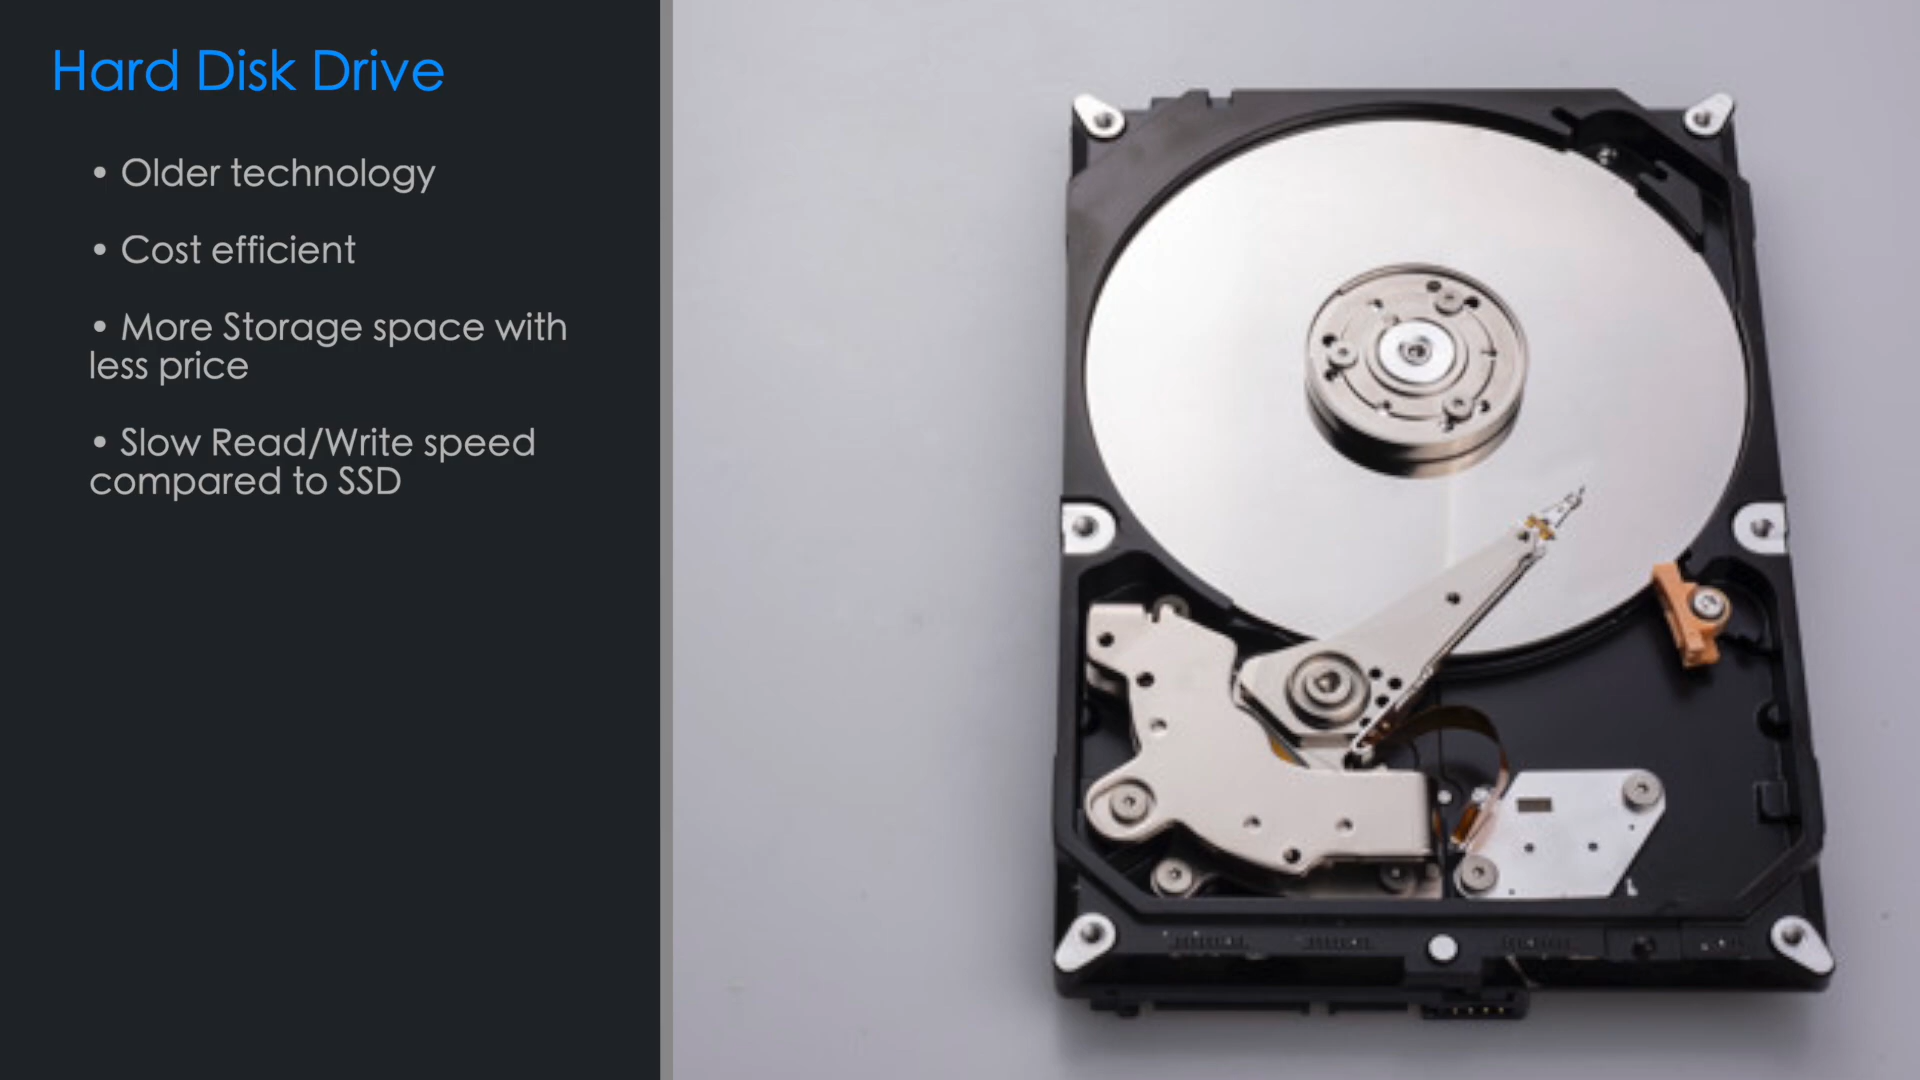 Hard Disk Drive
• Older technology
• Cost efficient
• More Storage space with
less price
• Slow Read/Write speed
compared to SSD